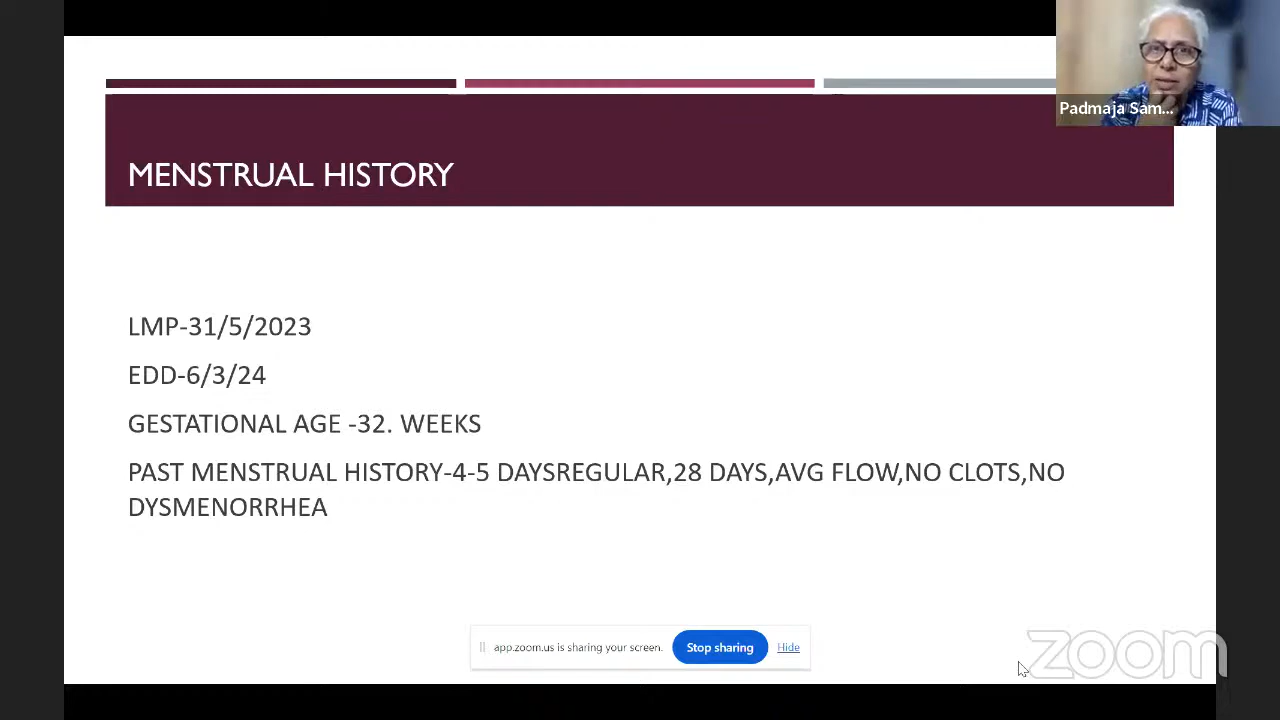 Padmaja Sam...
MENSTRUAL HISTORY
LMP-31/5/2023
EDD-6/3/24
GESTATIONAL AGE -32. WEEKS
PAST MENSTRUAL HISTORY-4-5 DAYSREGULAR,28 DAYS,AVG FLOW,NO CLOTS,NO
DYSMENORRHEA
app.zoom.us is sharing your screen. Stop sharing Hide
zoom